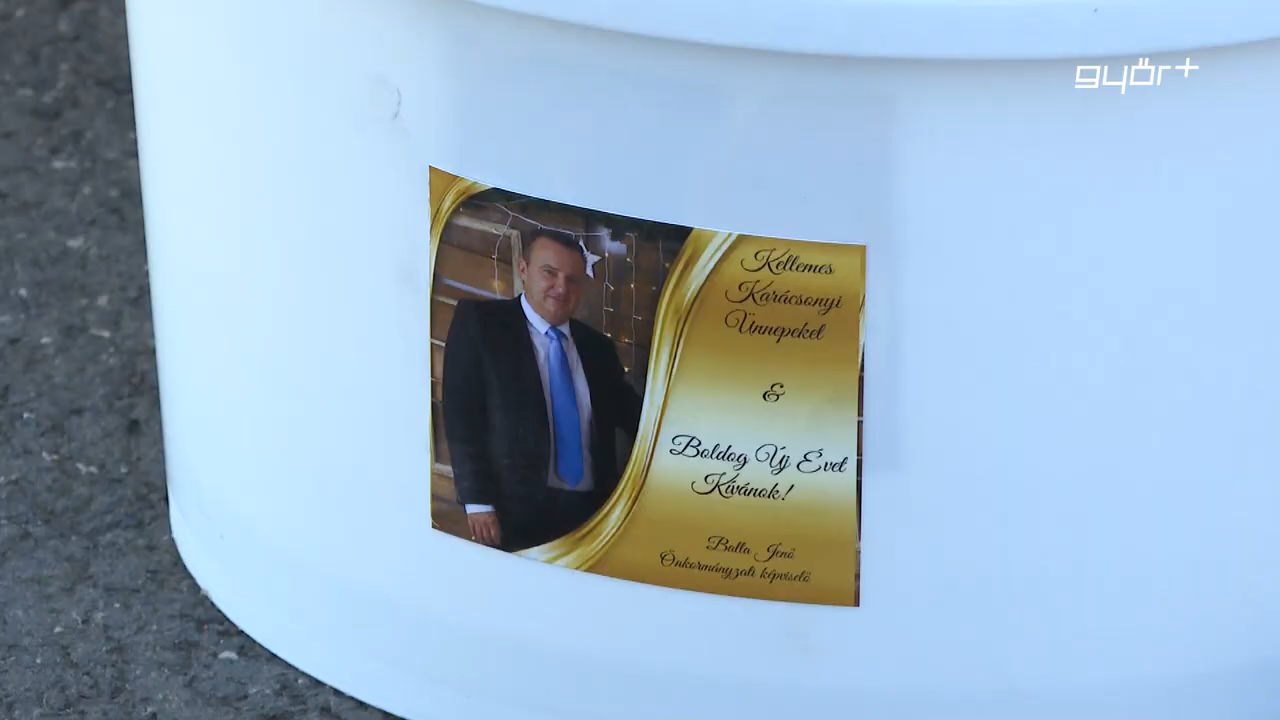 győr+
Kellemes
Karácsonyi
Ünnepeket
&
Boldog Új Évet
Kívánok!
Balla Jenő
Önkormányzati képviselő